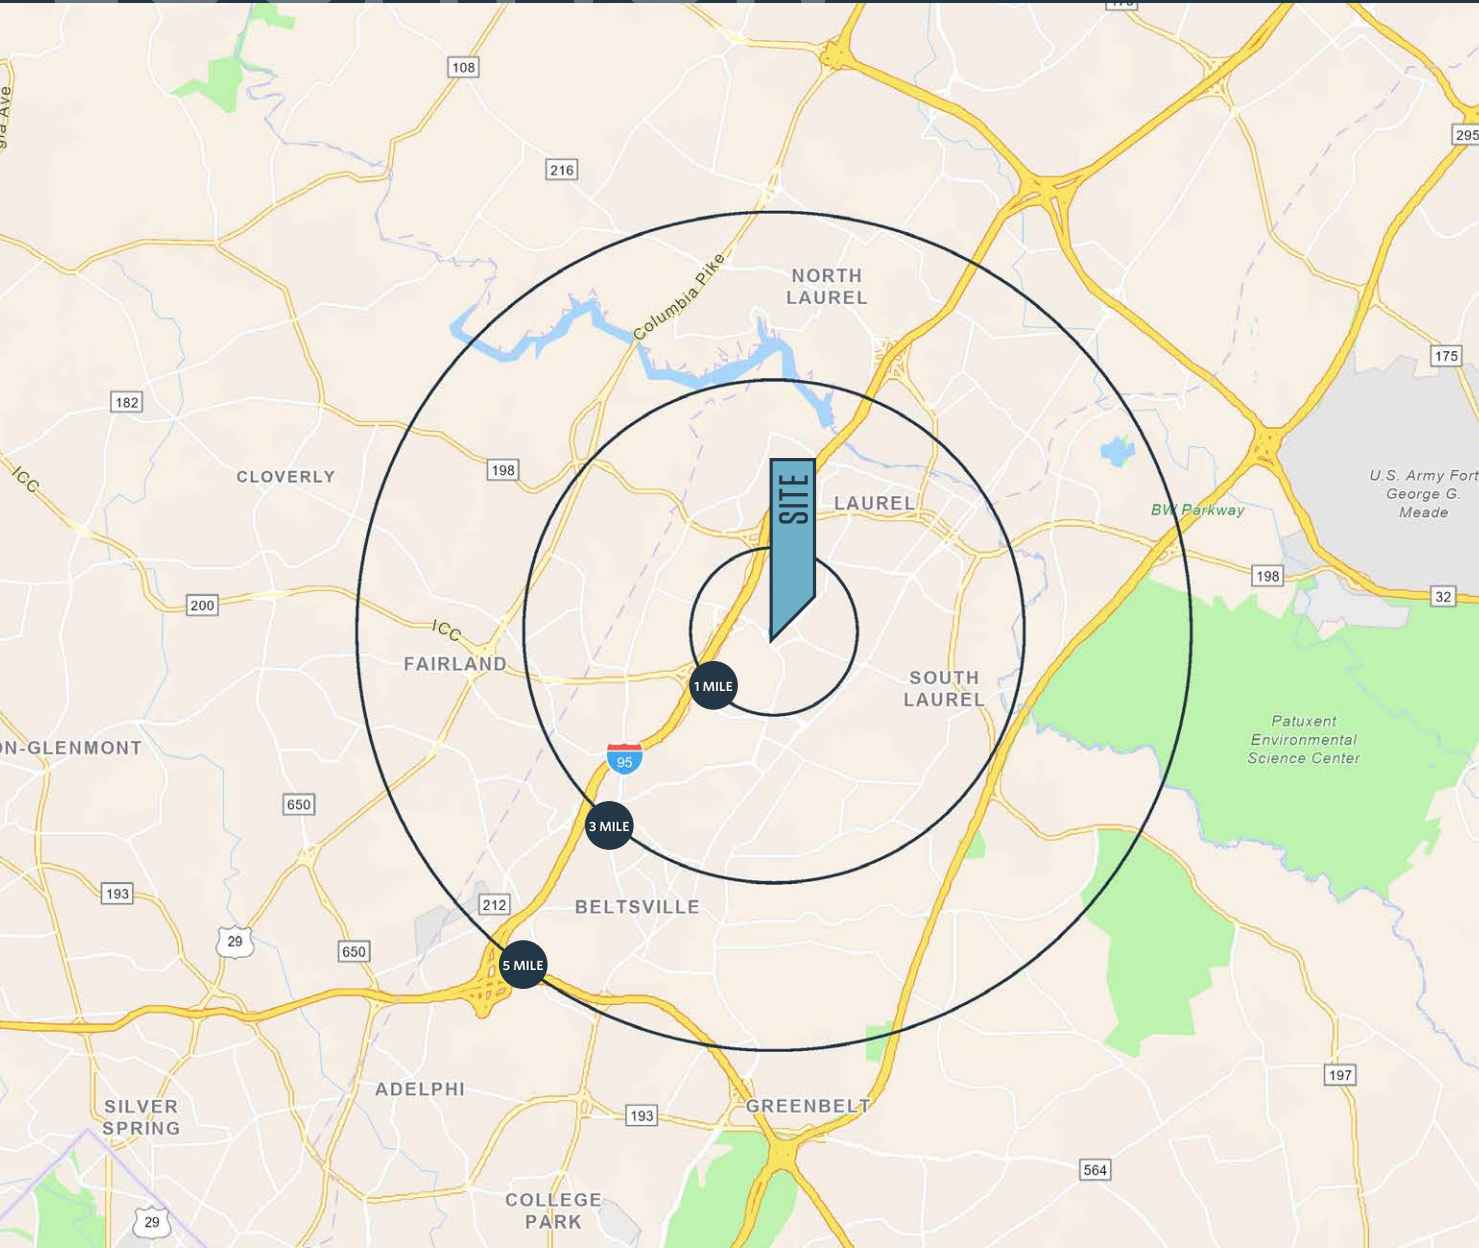 108
216
295
NORTH
LAUREL
Columbia Pike
175
182
198
CLOVERLY
ICC
SITE
LAUREL
U.S. Army Fort
George G.
Meade
BW Parkway
198
32
200
ICC
FAIRLAND
1 MILE
SOUTH
LAUREL
Patuxent
Environmental
Science Center
ON-GLENMONT
95
650
3 MILE
193
212
BELTSVILLE
29
650
5 MILE
197
ADELPHI
SILVER
SPRING
193
GREENBELT
564
COLLEGE
PARK
29